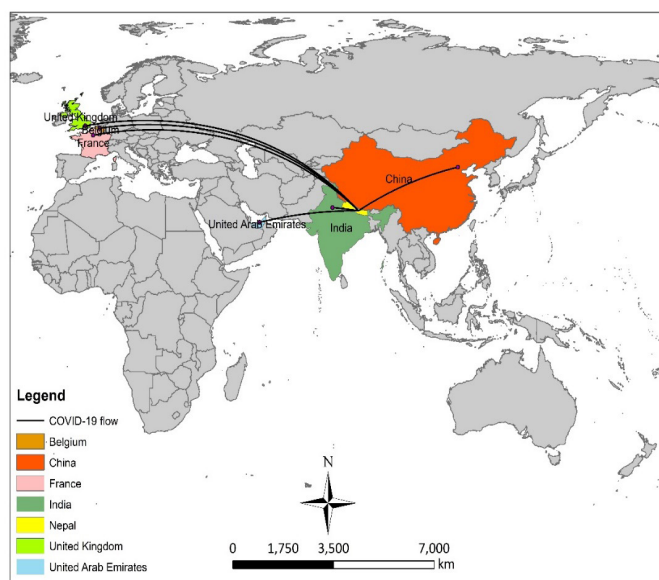 United Kingdom
Belgium
France
China
United Arab Emirates
India
Legend
COVID-19 flow
Belgium
China
France
India
Nepal
United Kingdom
United Arab Emirates
N
0 1,750 3,500 7,000
km